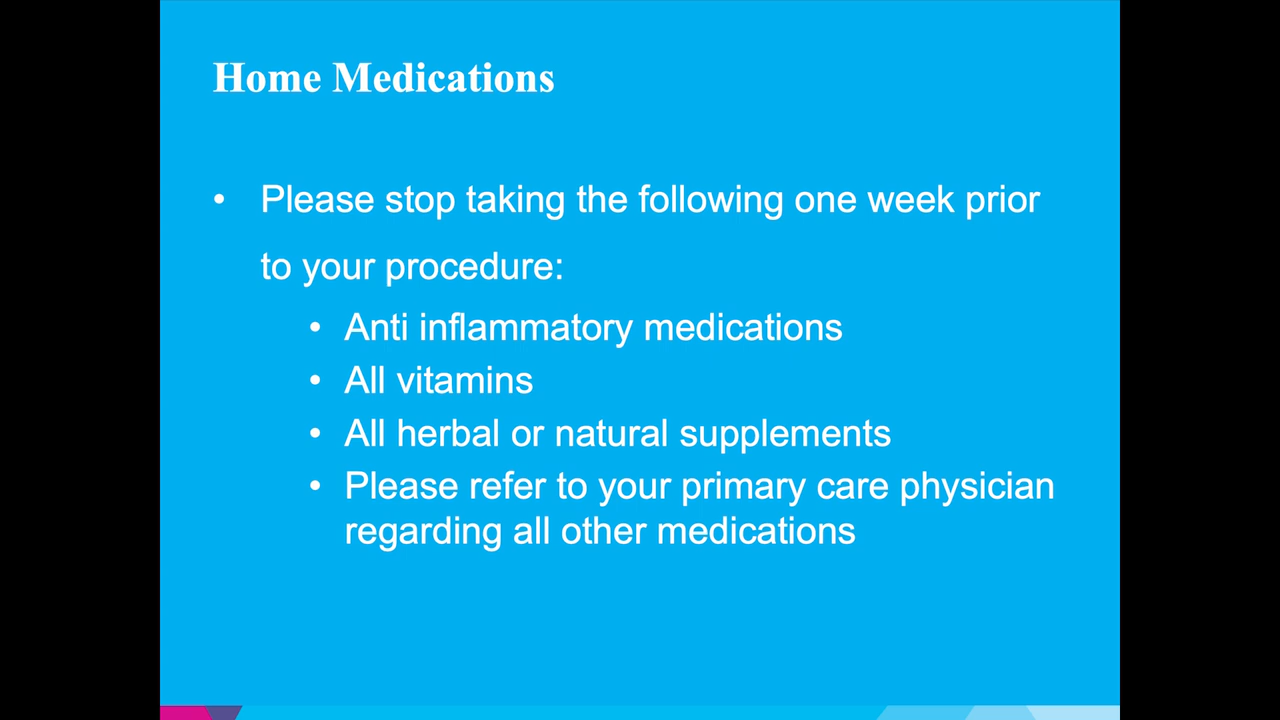 Home Medications
• Please stop taking the following one week prior
to your procedure:
• Anti inflammatory medications
• All vitamins
• All herbal or natural supplements
• Please refer to your primary care physician
regarding all other medications